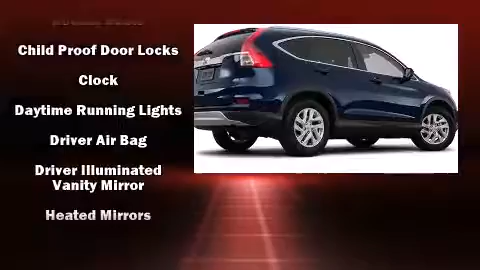 Child Proof Door Locks
Clock
Daytime Running Lights
Driver Air Bag
Driver Illuminated
Vanity Mirror
Heated Mirrors